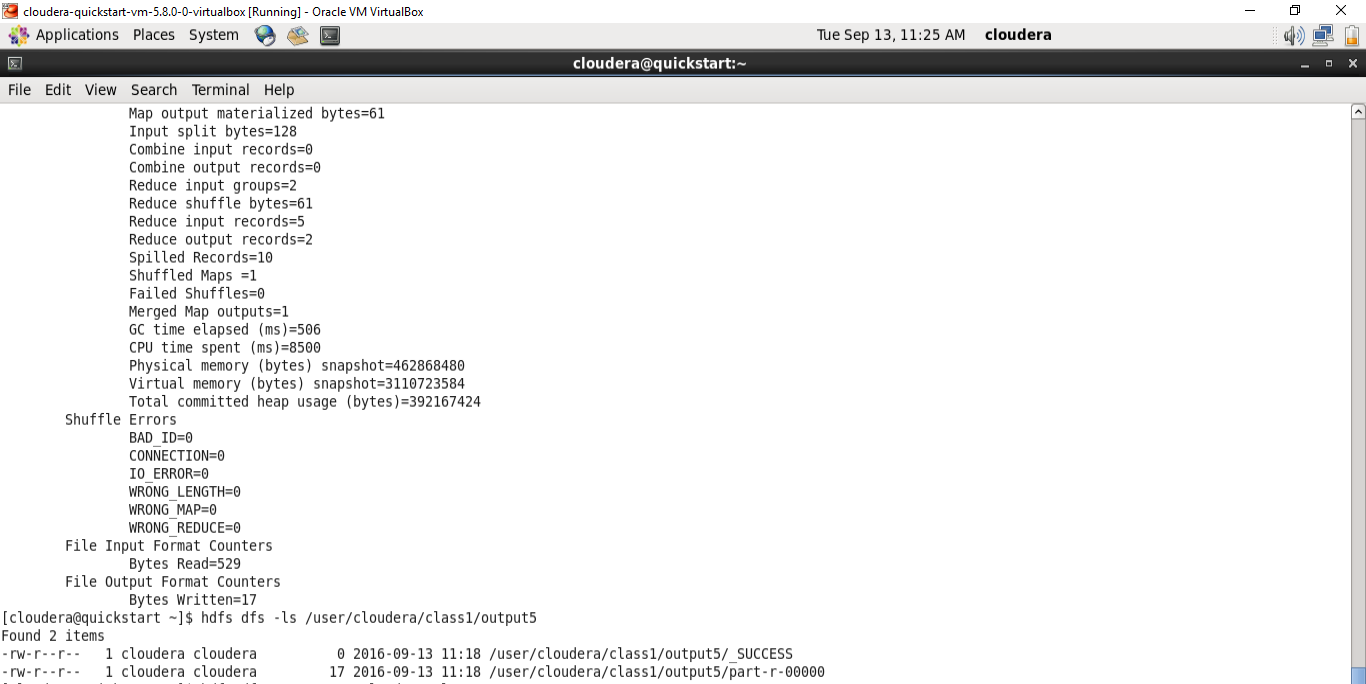 cloudera-quickstart-vm-5.8.0-0-virtualbox [Running] - Oracle VM VirtualBox
Applications Places System Tue Sep 13, 11:25 AM cloudera
cloudera@quickstart:~
File Edit View Search Terminal Help
Map output materialized bytes=61
Input split bytes=128
Combine input records=0
Combine output records=0
Reduce input groups=2
Reduce shuffle bytes=61
Reduce input records=5
Reduce output records=2
Spilled Records=10
Shuffled Maps =1
Failed Shuffles=0
Merged Map outputs=1
GC time elapsed (ms)=506
CPU time spent (ms)=8500
Physical memory (bytes) snapshot=462868480
Virtual memory (bytes) snapshot=3110723584
Total committed heap usage (bytes)=392167424
Shuffle Errors
BAD_ID=0
CONNECTION=0
IO_ERROR=0
WRONG_LENGTH=0
WRONG_MAP=0
WRONG_REDUCE=0
File Input Format Counters
Bytes Read=529
File Output Format Counters
Bytes Written=17
[cloudera@quickstart ~]$ hdfs dfs -ls /user/cloudera/class1/output5
Found 2 items
-rw-r--r-- 1 cloudera cloudera 0 2016-09-13 11:18 /user/cloudera/class1/output5/_SUCCESS
-rw-r--r-- 1 cloudera cloudera 17 2016-09-13 11:18 /user/cloudera/class1/output5/part-r-00000